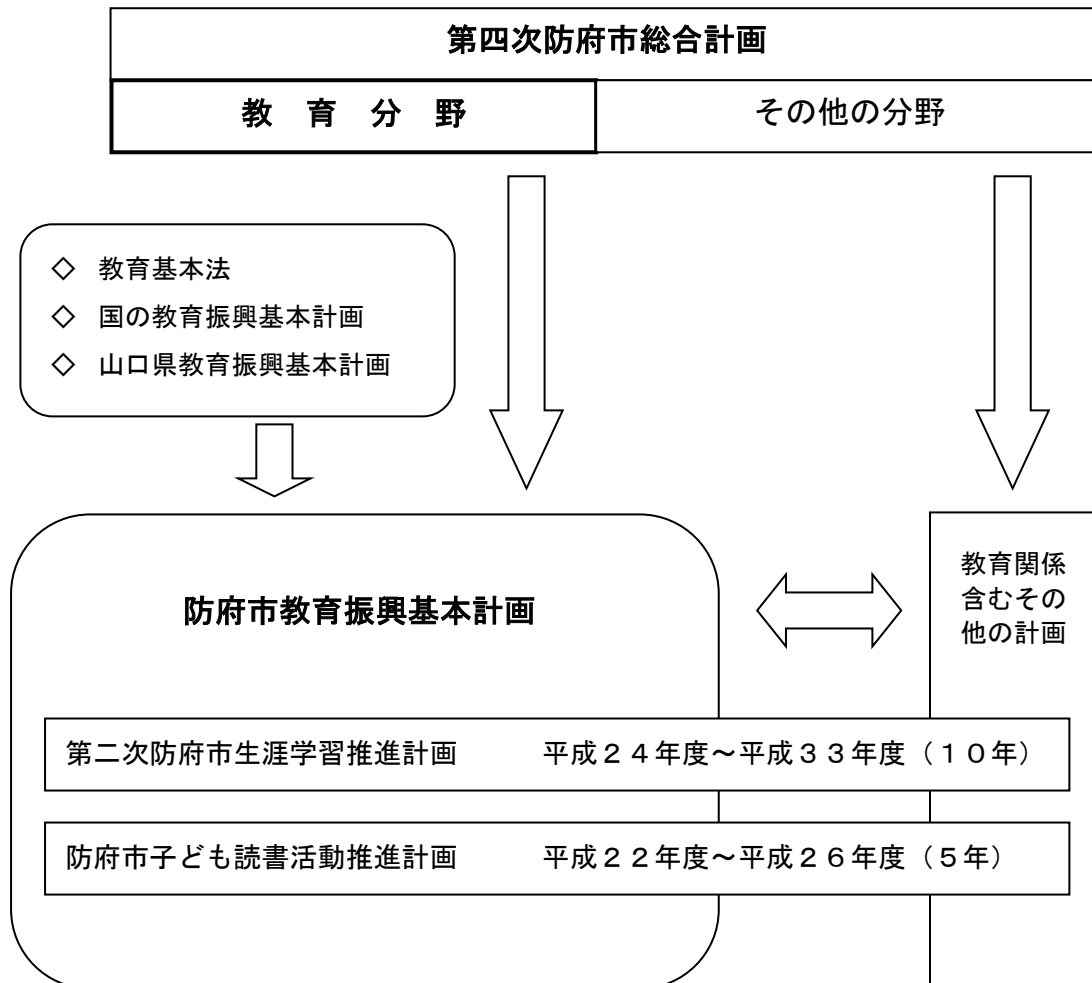 第四次防府市総合計画
教　育　分　野
その他の分野
◇　教育基本法
◇　国の教育振興基本計画
◇　山口県教育振興基本計画
防府市教育振興基本計画
教育関係
含むその
他の計画
第二次防府市生涯学習推進計画　　　平成２４年度～平成３３年度（１０年）
防府市子ども読書活動推進計画　　　平成２２年度～平成２６年度（５年）